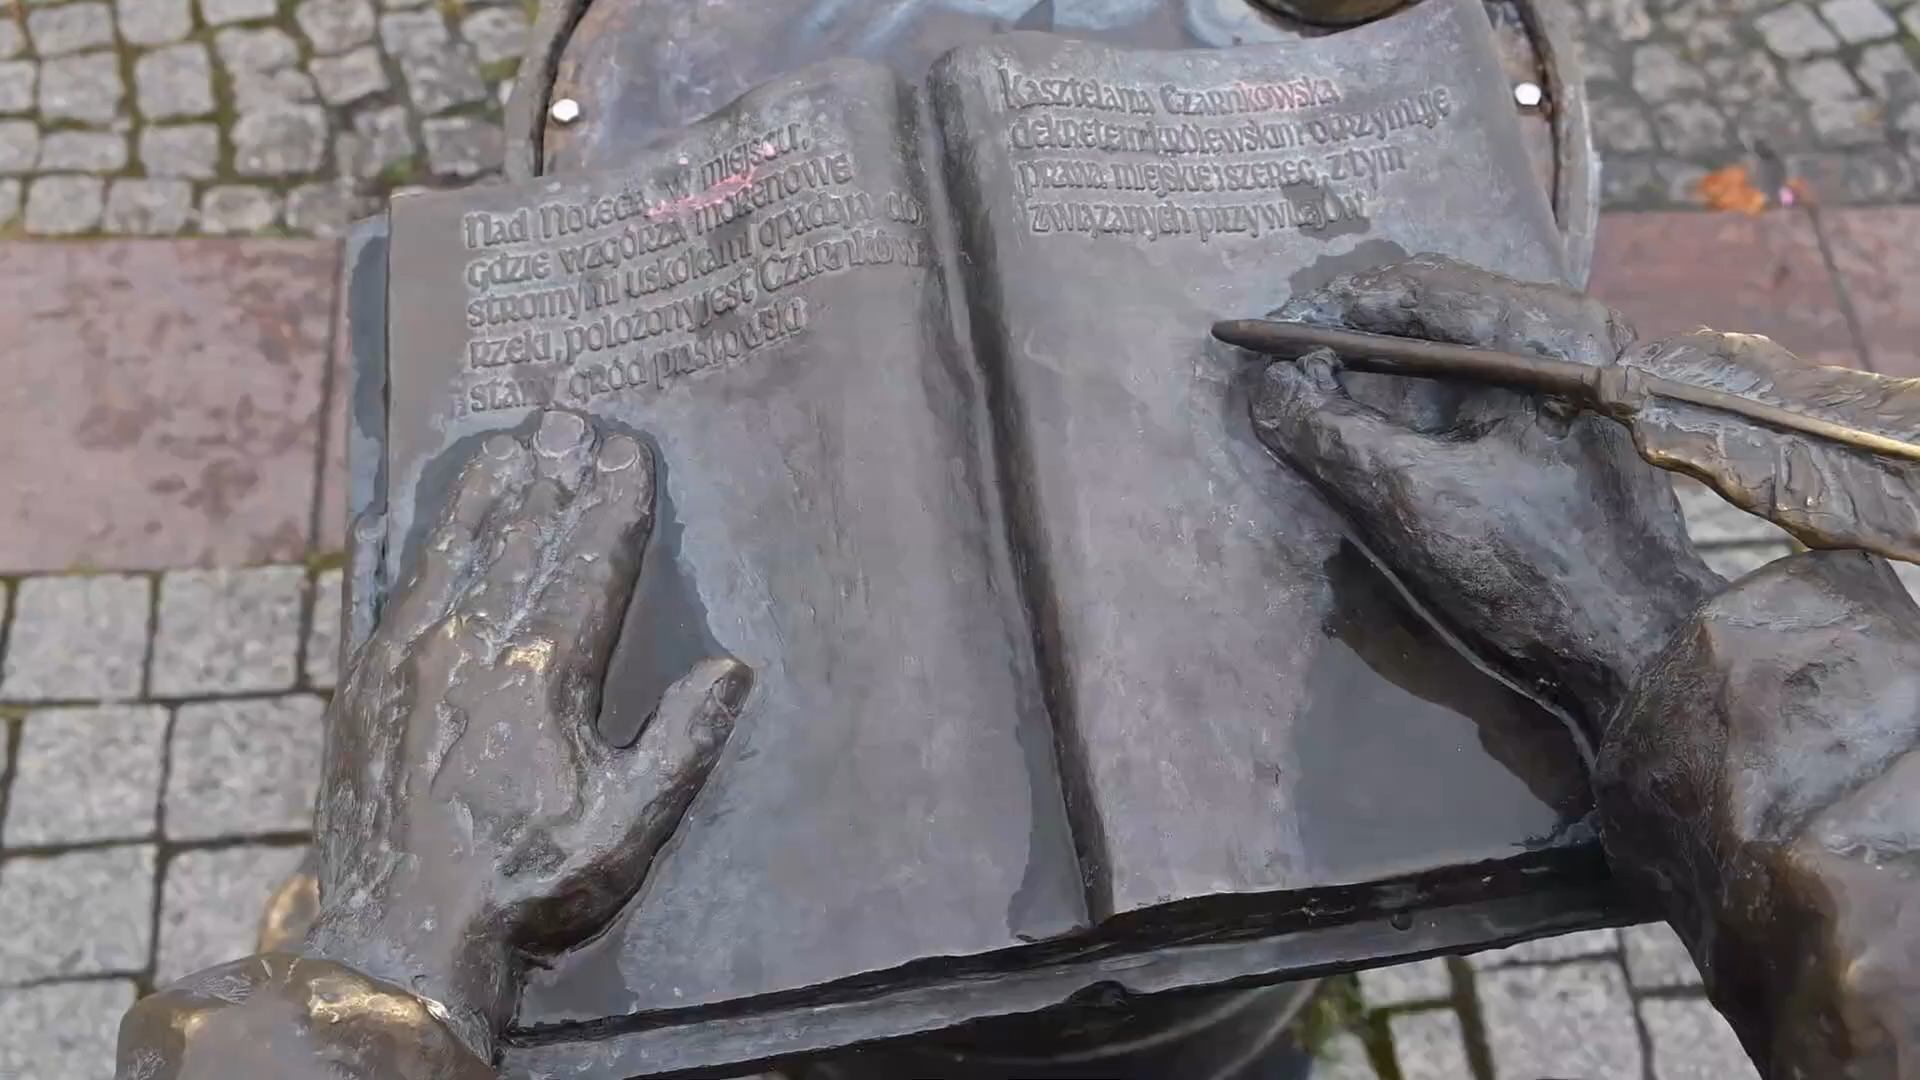 Nad Notecią w miejscu,
gdzie wzgórza morenowe
stromymi uskokami opadają do
rzeki, położony jest Czarnków
stary gród piastowski
Kasztelania Czarnkowska
dekretem królewskim otrzymuje
prawa miejskie i szereg z tym
związanych przywilejów